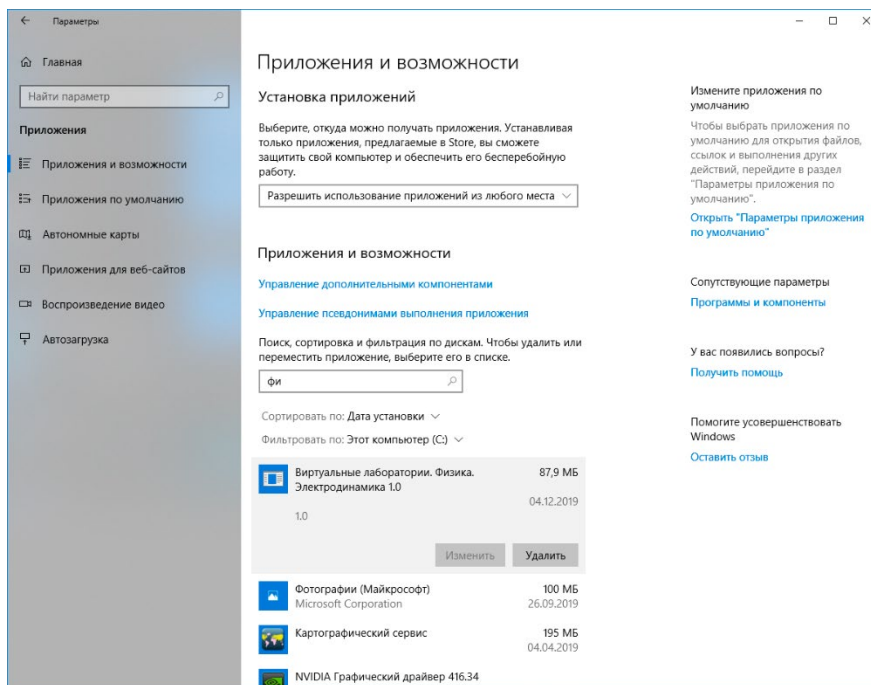 Параметры
Главная
Найти параметр
Приложения
Приложения и возможности
Приложения по умолчанию
Автономные карты
Приложения для веб-сайтов
Воспроизведение видео
Автозагрузка
Приложения и возможности
Установка приложений
Выберите, откуда можно получать приложения. Устанавливая
только приложения, предлагаемые в Store, вы сможете
защитить свой компьютер и обеспечить его бесперебойную
работу.
Разрешить использование приложений из любого места
Приложения и возможности
Управление дополнительными компонентами
Управление псевдонимами выполнения приложения
Поиск, сортировка и фильтрация по дискам. Чтобы удалить или
переместить приложение, выберите его в списке.
фи
Сортировать по: Дата установки
Фильтровать по: Этот компьютер (C:)
Виртуальные лаборатории. Физика. 87,9 МБ
Электродинамика 1.0
04.12.2019
1.0
Изменить Удалить
Фотографии (Майкрософт) 100 МБ
Microsoft Corporation 26.09.2019
Картографический сервис 195 МБ
04.04.2019
NVIDIA Графический драйвер 416.34
Измените приложения по
умолчанию
Чтобы выбрать приложения по
умолчанию для открытия файлов,
ссылок и выполнения других
действий, перейдите в раздел
"Параметры приложения по
умолчанию".
Открыть "Параметры приложения
по умолчанию"
Сопутствующие параметры
Программы и компоненты
У вас появились вопросы?
Получить помощь
Помогите усовершенствовать
Windows
Оставить отзыв